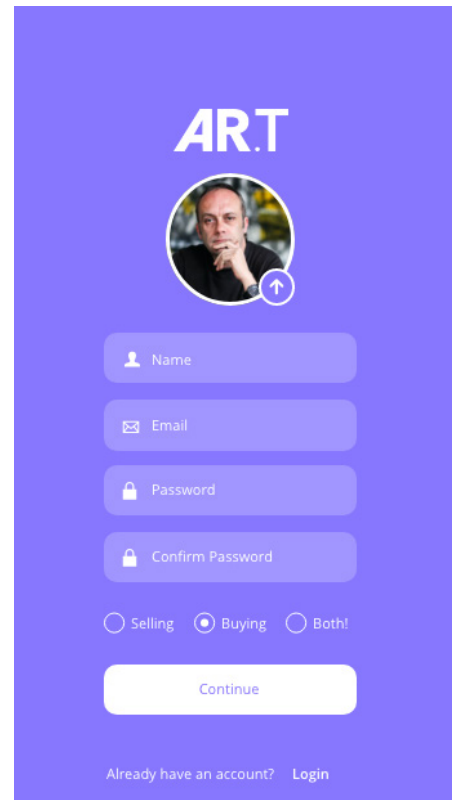 AR.T
Name
Email
Password
Confirm Password
Selling Buying Both!
Continue
Already have an account? Login